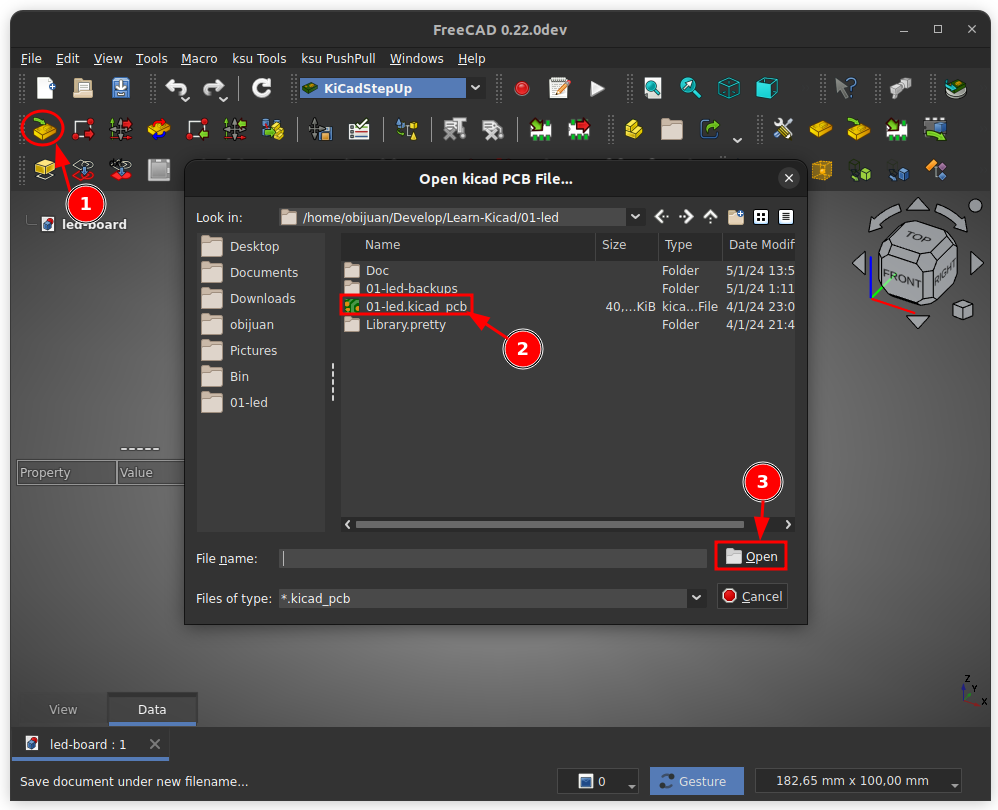 FreeCAD 0.22.0dev
File Edit View Tools Macro ksu Tools ksu PushPull Windows Help
KiCadStepUp
1
led-board
Open kicad PCB File...
Look in: /home/obijuan/Develop/Learn-Kicad/01-led
Desktop
Documents
Downloads
obijuan
Pictures
Bin
01-led
Name Size Type Date Modif
Doc Folder 5/1/24 13:5
01-led-backups Folder 5/1/24 1:11
01-led.kicad_pcb 40,...KiB kica...File 4/1/24 23:0
Library.pretty Folder 4/1/24 21:4
2
3
File name: Open
Files of type: *.kicad_pcb Cancel
TOP
FRONT
RIGHT
Property Value
Z
Y
X
View Data
led-board : 1
Save document under new filename... 0 Gesture 182,65 mm x 100,00 mm